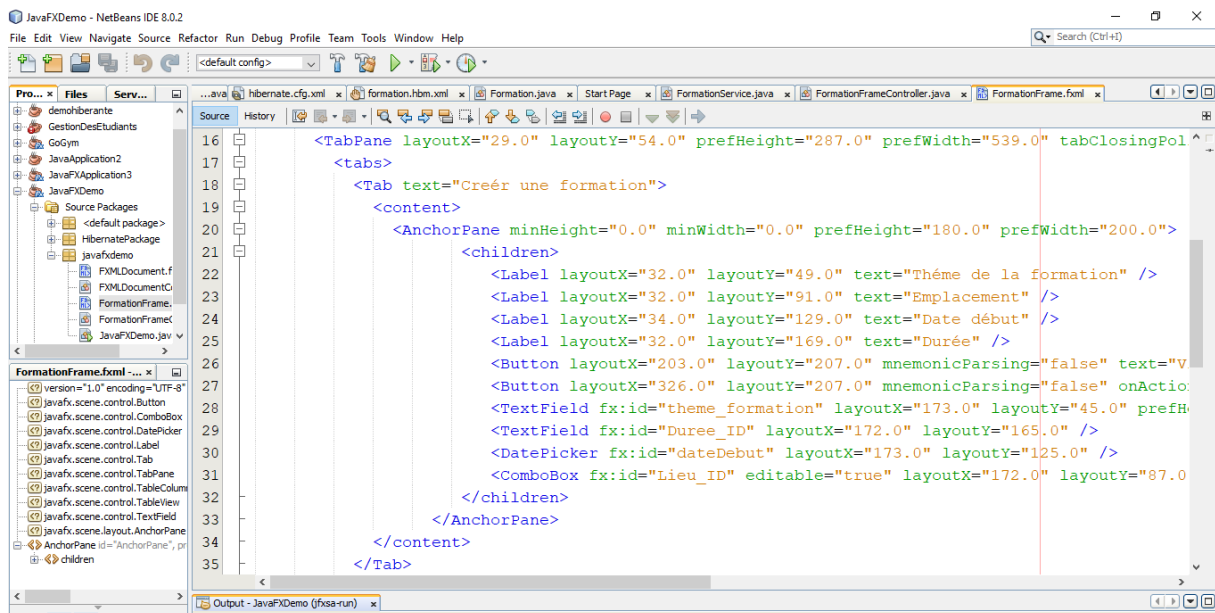 JavaFXDemo - NetBeans IDE 8.0.2
File Edit View Navigate Source Refactor Run Debug Profile Team Tools Window Help
Search (Ctrl+I)
<default config>
Pro... x Files Serv...
...ava hibernate.cfg.xml x formation.hbm.xml x Formation.java x Start Page x FormationService.java x FormationFrameController.java x FormationFrame.fxml x
demohiberante
GestionDesEtudiants
GoGym
JavaApplication2
JavaFXApplication3
JavaFXDemo
Source Packages
<default package>
HibernatePackage
javafxdemo
FXMLDocument.f
FXMLDocumentC
FormationFrame.
FormationFrameC
JavaFXDemo.jav
FormationFrame.fxml -... x
version="1.0" encoding="UTF-8"
javafx.scene.control.Button
javafx.scene.control.ComboBox
javafx.scene.control.DatePicker
javafx.scene.control.Label
javafx.scene.control.Tab
javafx.scene.control.TabPane
javafx.scene.control.TableColumn
javafx.scene.control.TableView
javafx.scene.control.TextField
javafx.scene.layout.AnchorPane
AnchorPane id="AnchorPane", pr
children
Source History
16 <TabPane layoutX="29.0" layoutY="54.0" prefHeight="287.0" prefWidth="539.0" tabClosingPol
17 <tabs>
18 <Tab text="Creér une formation">
19 <content>
20 <AnchorPane minHeight="0.0" minWidth="0.0" prefHeight="180.0" prefWidth="200.0">
21 <children>
22 <Label layoutX="32.0" layoutY="49.0" text="Théme de la formation" />
23 <Label layoutX="32.0" layoutY="91.0" text="Emplacement" />
24 <Label layoutX="34.0" layoutY="129.0" text="Date début" />
25 <Label layoutX="32.0" layoutY="169.0" text="Durée" />
26 <Button layoutX="203.0" layoutY="207.0" mnemonicParsing="false" text="V
27 <Button layoutX="326.0" layoutY="207.0" mnemonicParsing="false" onActio
28 <TextField fx:id="theme_formation" layoutX="173.0" layoutY="45.0" prefH
29 <TextField fx:id="Duree_ID" layoutX="172.0" layoutY="165.0" />
30 <DatePicker fx:id="dateDebut" layoutX="173.0" layoutY="125.0" />
31 <ComboBox fx:id="Lieu_ID" editable="true" layoutX="172.0" layoutY="87.0
32 </children>
33 </AnchorPane>
34 </content>
35 </Tab>
Output - JavaFXDemo (jfxsa-run) x